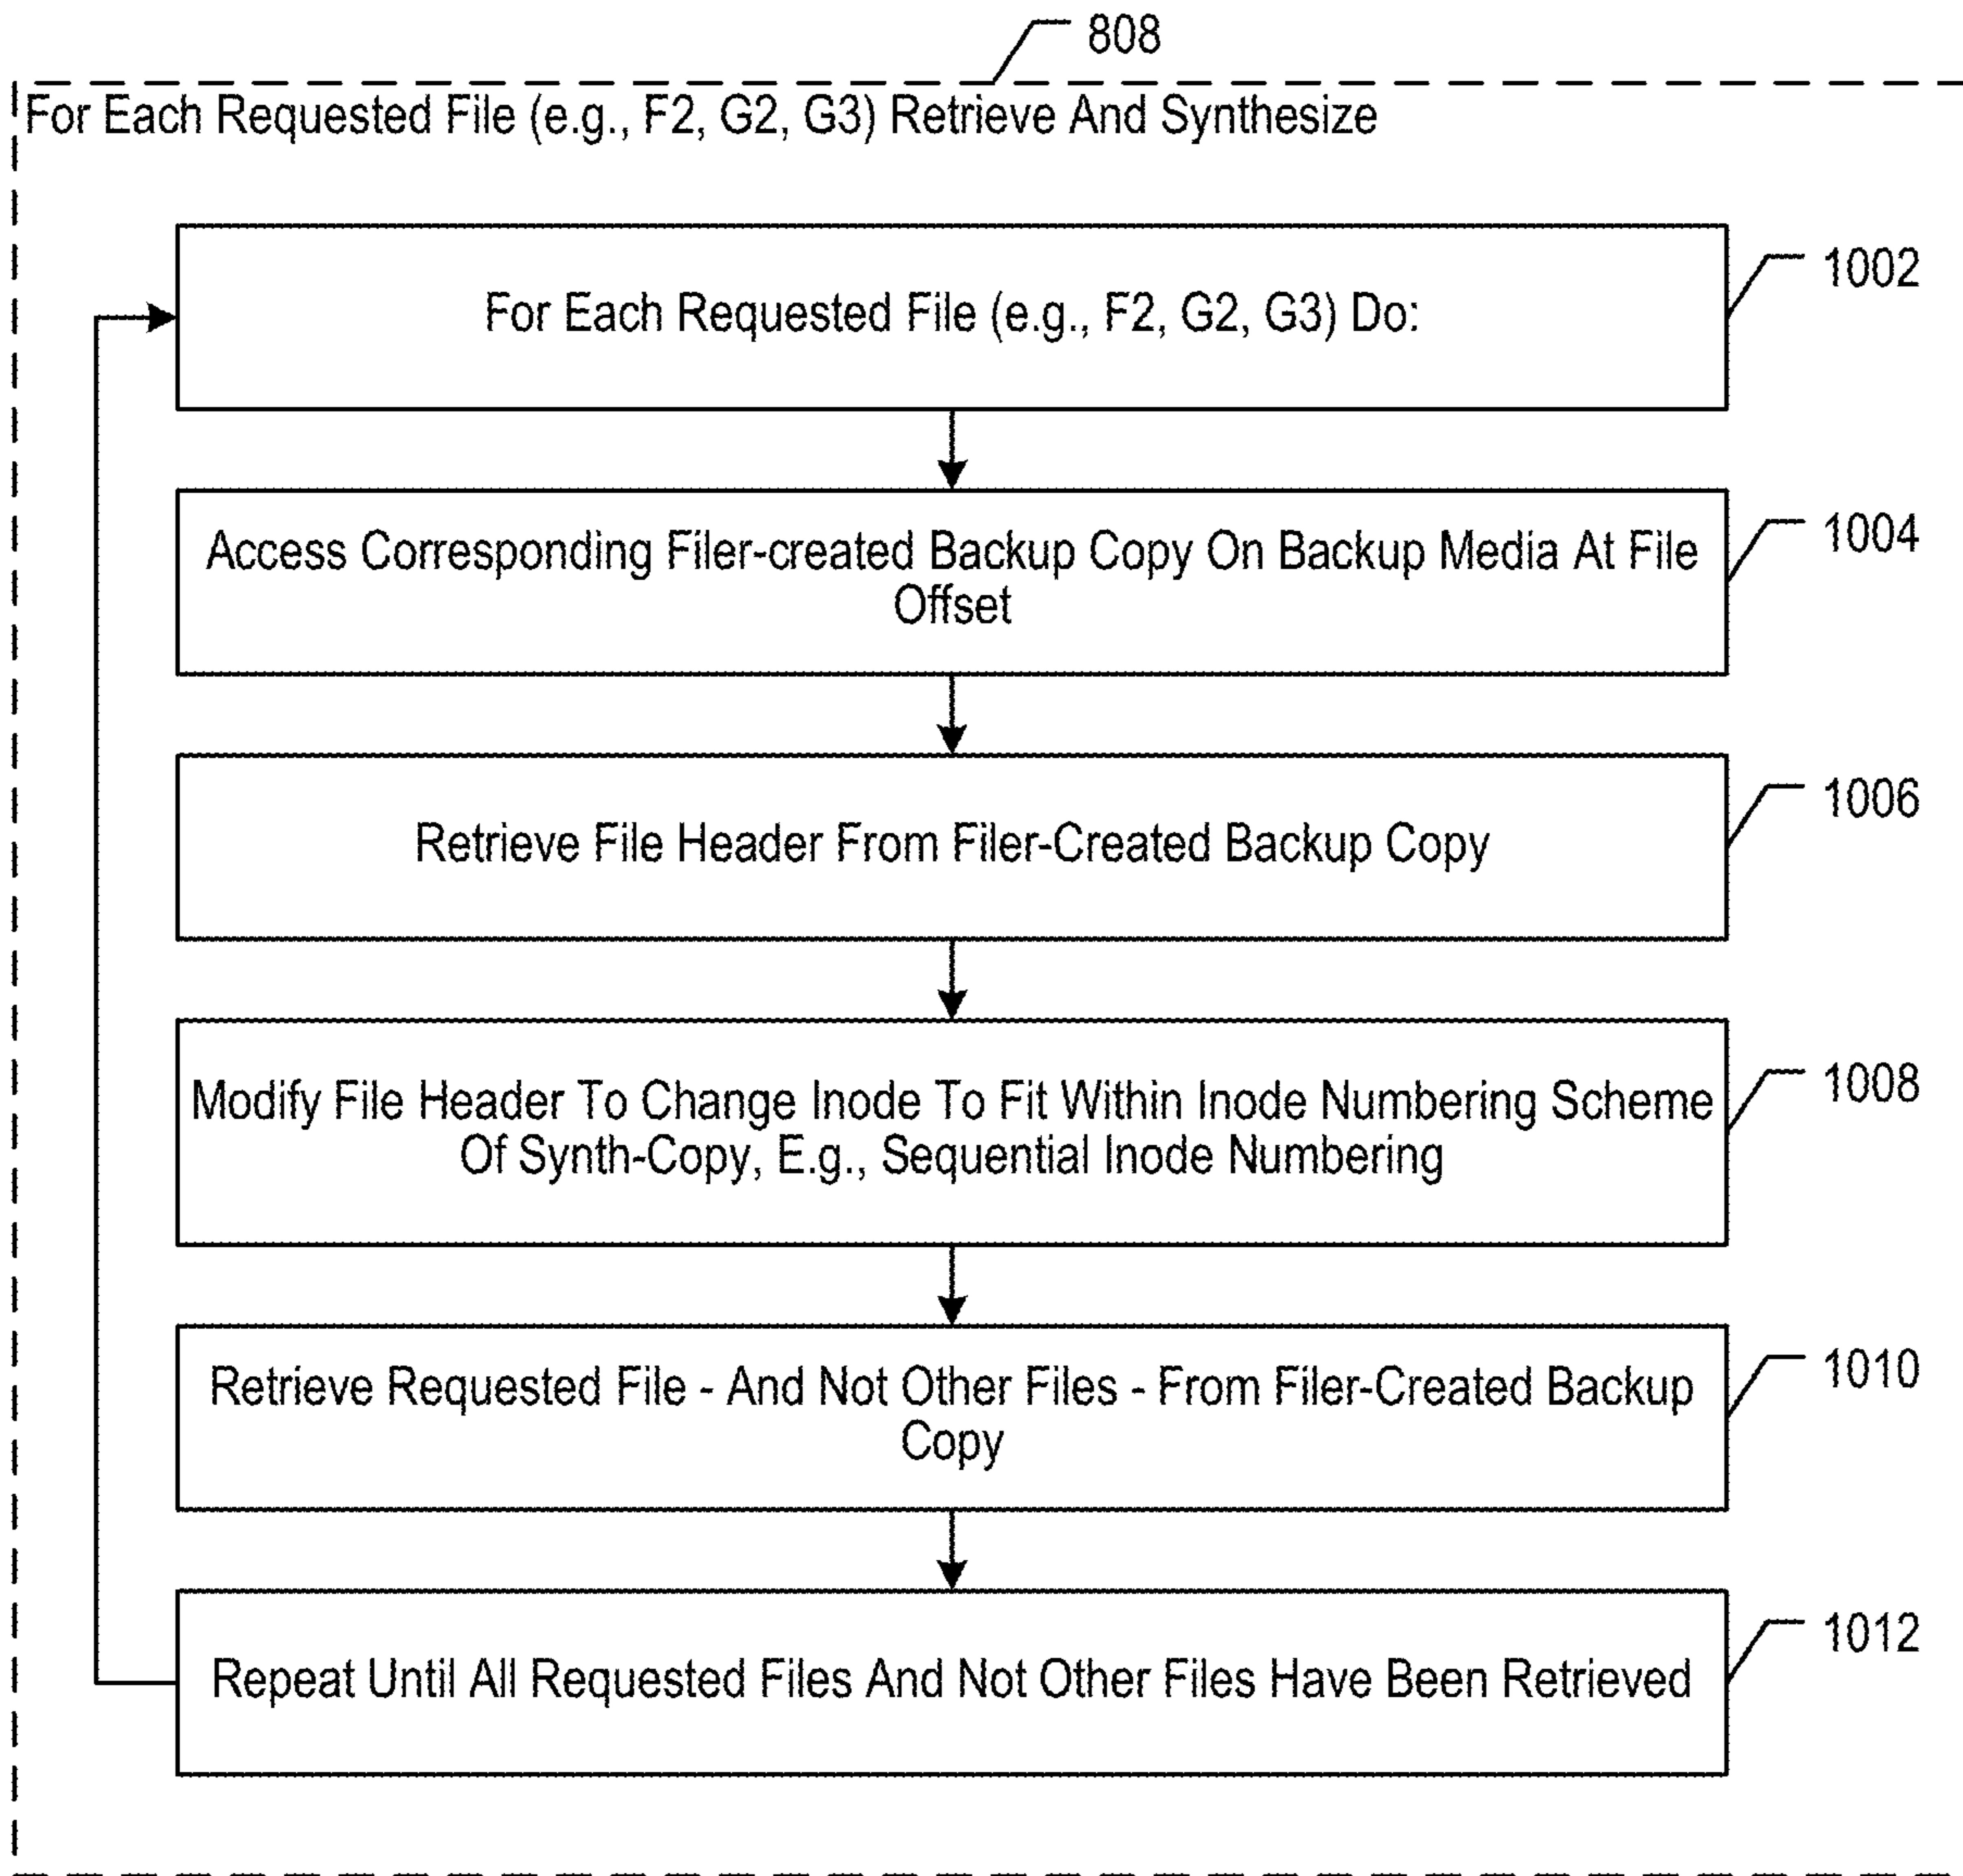 808
For Each Requested File (e.g., F2, G2, G3) Retrieve And Synthesize
For Each Requested File (e.g., F2, G2, G3) Do:
1002
Access Corresponding Filer-created Backup Copy On Backup Media At File
Offset
1004
Retrieve File Header From Filer-Created Backup Copy
1006
Modify File Header To Change Inode To Fit Within Inode Numbering Scheme
Of Synth-Copy, E.g., Sequential Inode Numbering
1008
Retrieve Requested File - And Not Other Files - From Filer-Created Backup
Copy
1010
Repeat Until All Requested Files And Not Other Files Have Been Retrieved
1012